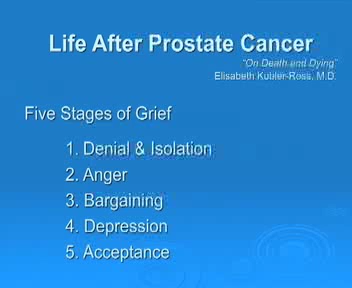 Life After Prostate Cancer
"On Death and Dying"
Elisabeth Kubler-Ross, M.D.
Five Stages of Grief
1. Denial & Isolation
2. Anger
3. Bargaining
4. Depression
5. Acceptance